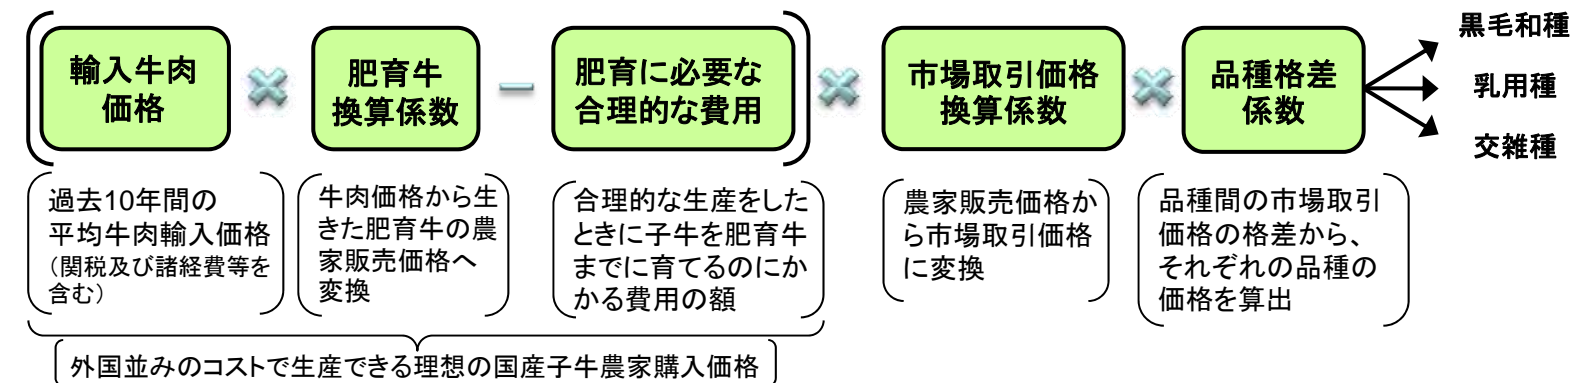 輸入牛肉
価格
×
肥育牛
換算係数
−
肥育に必要な
合理的な費用
×
市場取引価格
換算係数
×
品種格差
係数
黒毛和種
乳用種
交雑種
過去10年間の
平均牛肉輸入価格
（関税及び諸経費等を
含む）
牛肉価格から生
きた肥育牛の農
家販売価格へ
変換
合理的な生産をした
ときに子牛を肥育牛
までに育てるのにか
かる費用の額
農家販売価格か
ら市場取引価格
に変換
品種間の市場取引
価格の格差から、
それぞれの品種の
価格を算出
外国並みのコストで生産できる理想の国産子牛農家購入価格